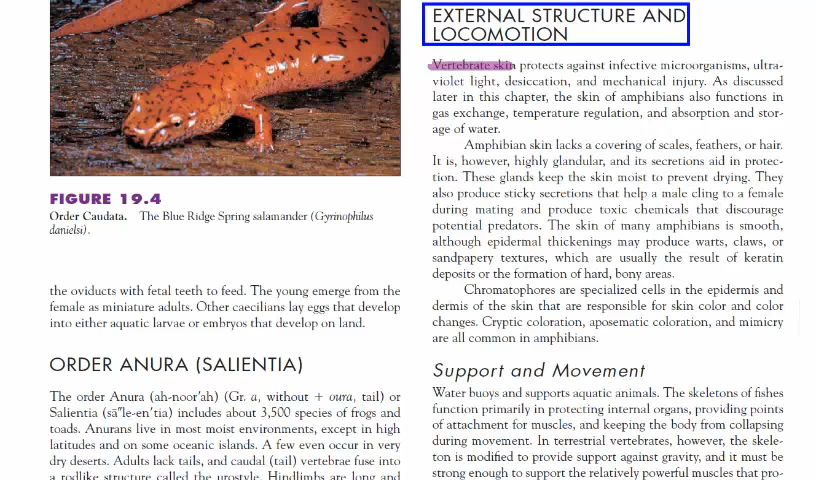 FIGURE 19.4
Order Caudata. The Blue Ridge Spring salamander (Gyrinophilus
danielsi).
the oviducts with fetal teeth to feed. The young emerge from the
female as miniature adults. Other caecilians lay eggs that develop
into either aquatic larvae or embryos that develop on land.
ORDER ANURA (SALIENTIA)
The order Anura (ah-noor'ah) (Gr. a, without + oura, tail) or
Salientia (sā"le-en'tia) includes about 3,500 species of frogs and
toads. Anurans live in most moist environments, except in high
latitudes and on some oceanic islands. A few even occur in very
dry deserts. Adults lack tails, and caudal (tail) vertebrae fuse into
a rodlike structure called the urostyle. Hindlimbs are long and
EXTERNAL STRUCTURE AND
LOCOMOTION
Vertebrate skin protects against infective microorganisms, ultra-
violet light, desiccation, and mechanical injury. As discussed
later in this chapter, the skin of amphibians also functions in
gas exchange, temperature regulation, and absorption and stor-
age of water.
Amphibian skin lacks a covering of scales, feathers, or hair.
It is, however, highly glandular, and its secretions aid in protec-
tion. These glands keep the skin moist to prevent drying. They
also produce sticky secretions that help a male cling to a female
during mating and produce toxic chemicals that discourage
potential predators. The skin of many amphibians is smooth,
although epidermal thickenings may produce warts, claws, or
sandpapery textures, which are usually the result of keratin
deposits or the formation of hard, bony areas.
Chromatophores are specialized cells in the epidermis and
dermis of the skin that are responsible for skin color and color
changes. Cryptic coloration, aposematic coloration, and mimicry
are all common in amphibians.
Support and Movement
Water buoys and supports aquatic animals. The skeletons of fishes
function primarily in protecting internal organs, providing points
of attachment for muscles, and keeping the body from collapsing
during movement. In terrestrial vertebrates, however, the skele-
ton is modified to provide support against gravity, and it must be
strong enough to support the relatively powerful muscles that pro-